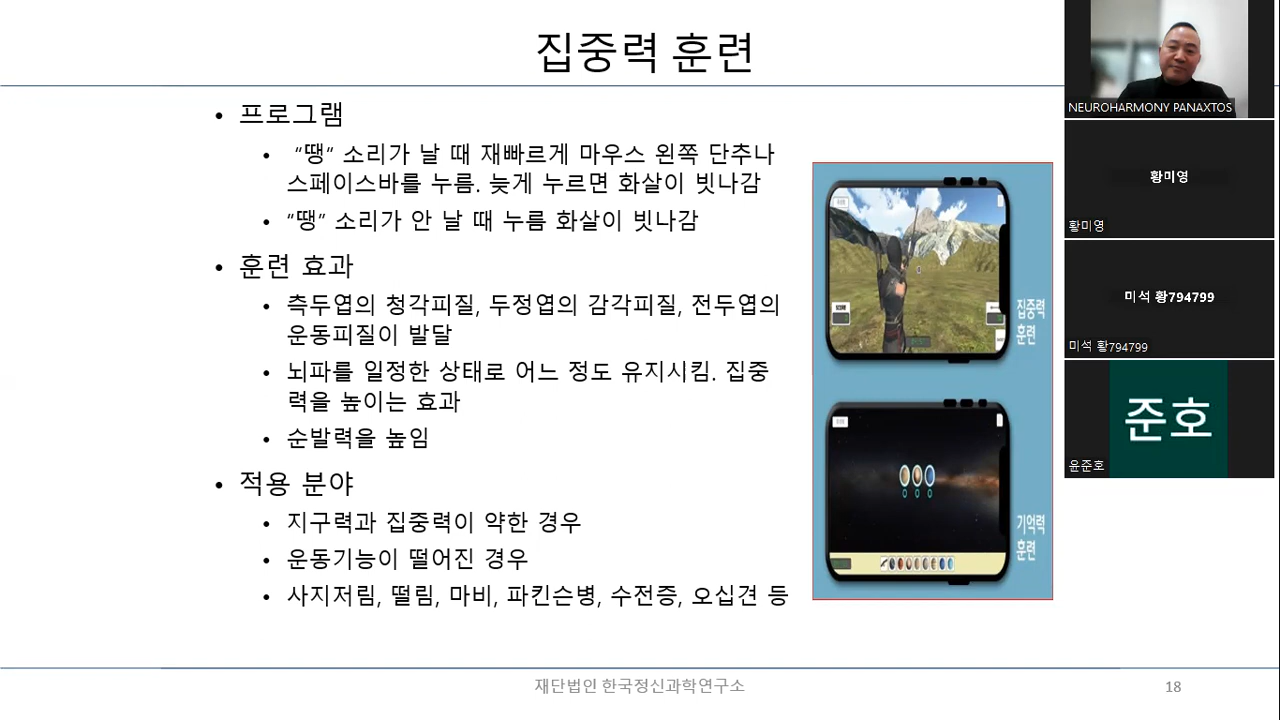 집중력 훈련
• 프로그램
• “땡” 소리가 날 때 재빠르게 마우스 왼쪽 단추나
스페이스바를 누름. 늦게 누르면 화살이 빗나감
• “땡” 소리가 안 날 때 누름 화살이 빗나감
• 훈련 효과
• 측두엽의 청각피질, 두정엽의 감각피질, 전두엽의
운동피질이 발달
• 뇌파를 일정한 상태로 어느 정도 유지시킴. 집중
력을 높이는 효과
• 순발력을 높임
• 적용 분야
• 지구력과 집중력이 약한 경우
• 운동기능이 떨어진 경우
• 사지저림, 떨림, 마비, 파킨슨병, 수전증, 오십견 등
집중력
훈련
기억력
훈련
재단법인 한국정신과학연구소
18
NEUROHARMONY PANAXTOS
황미영
황미영
미석 황794799
미석 황794799
준호
윤준호